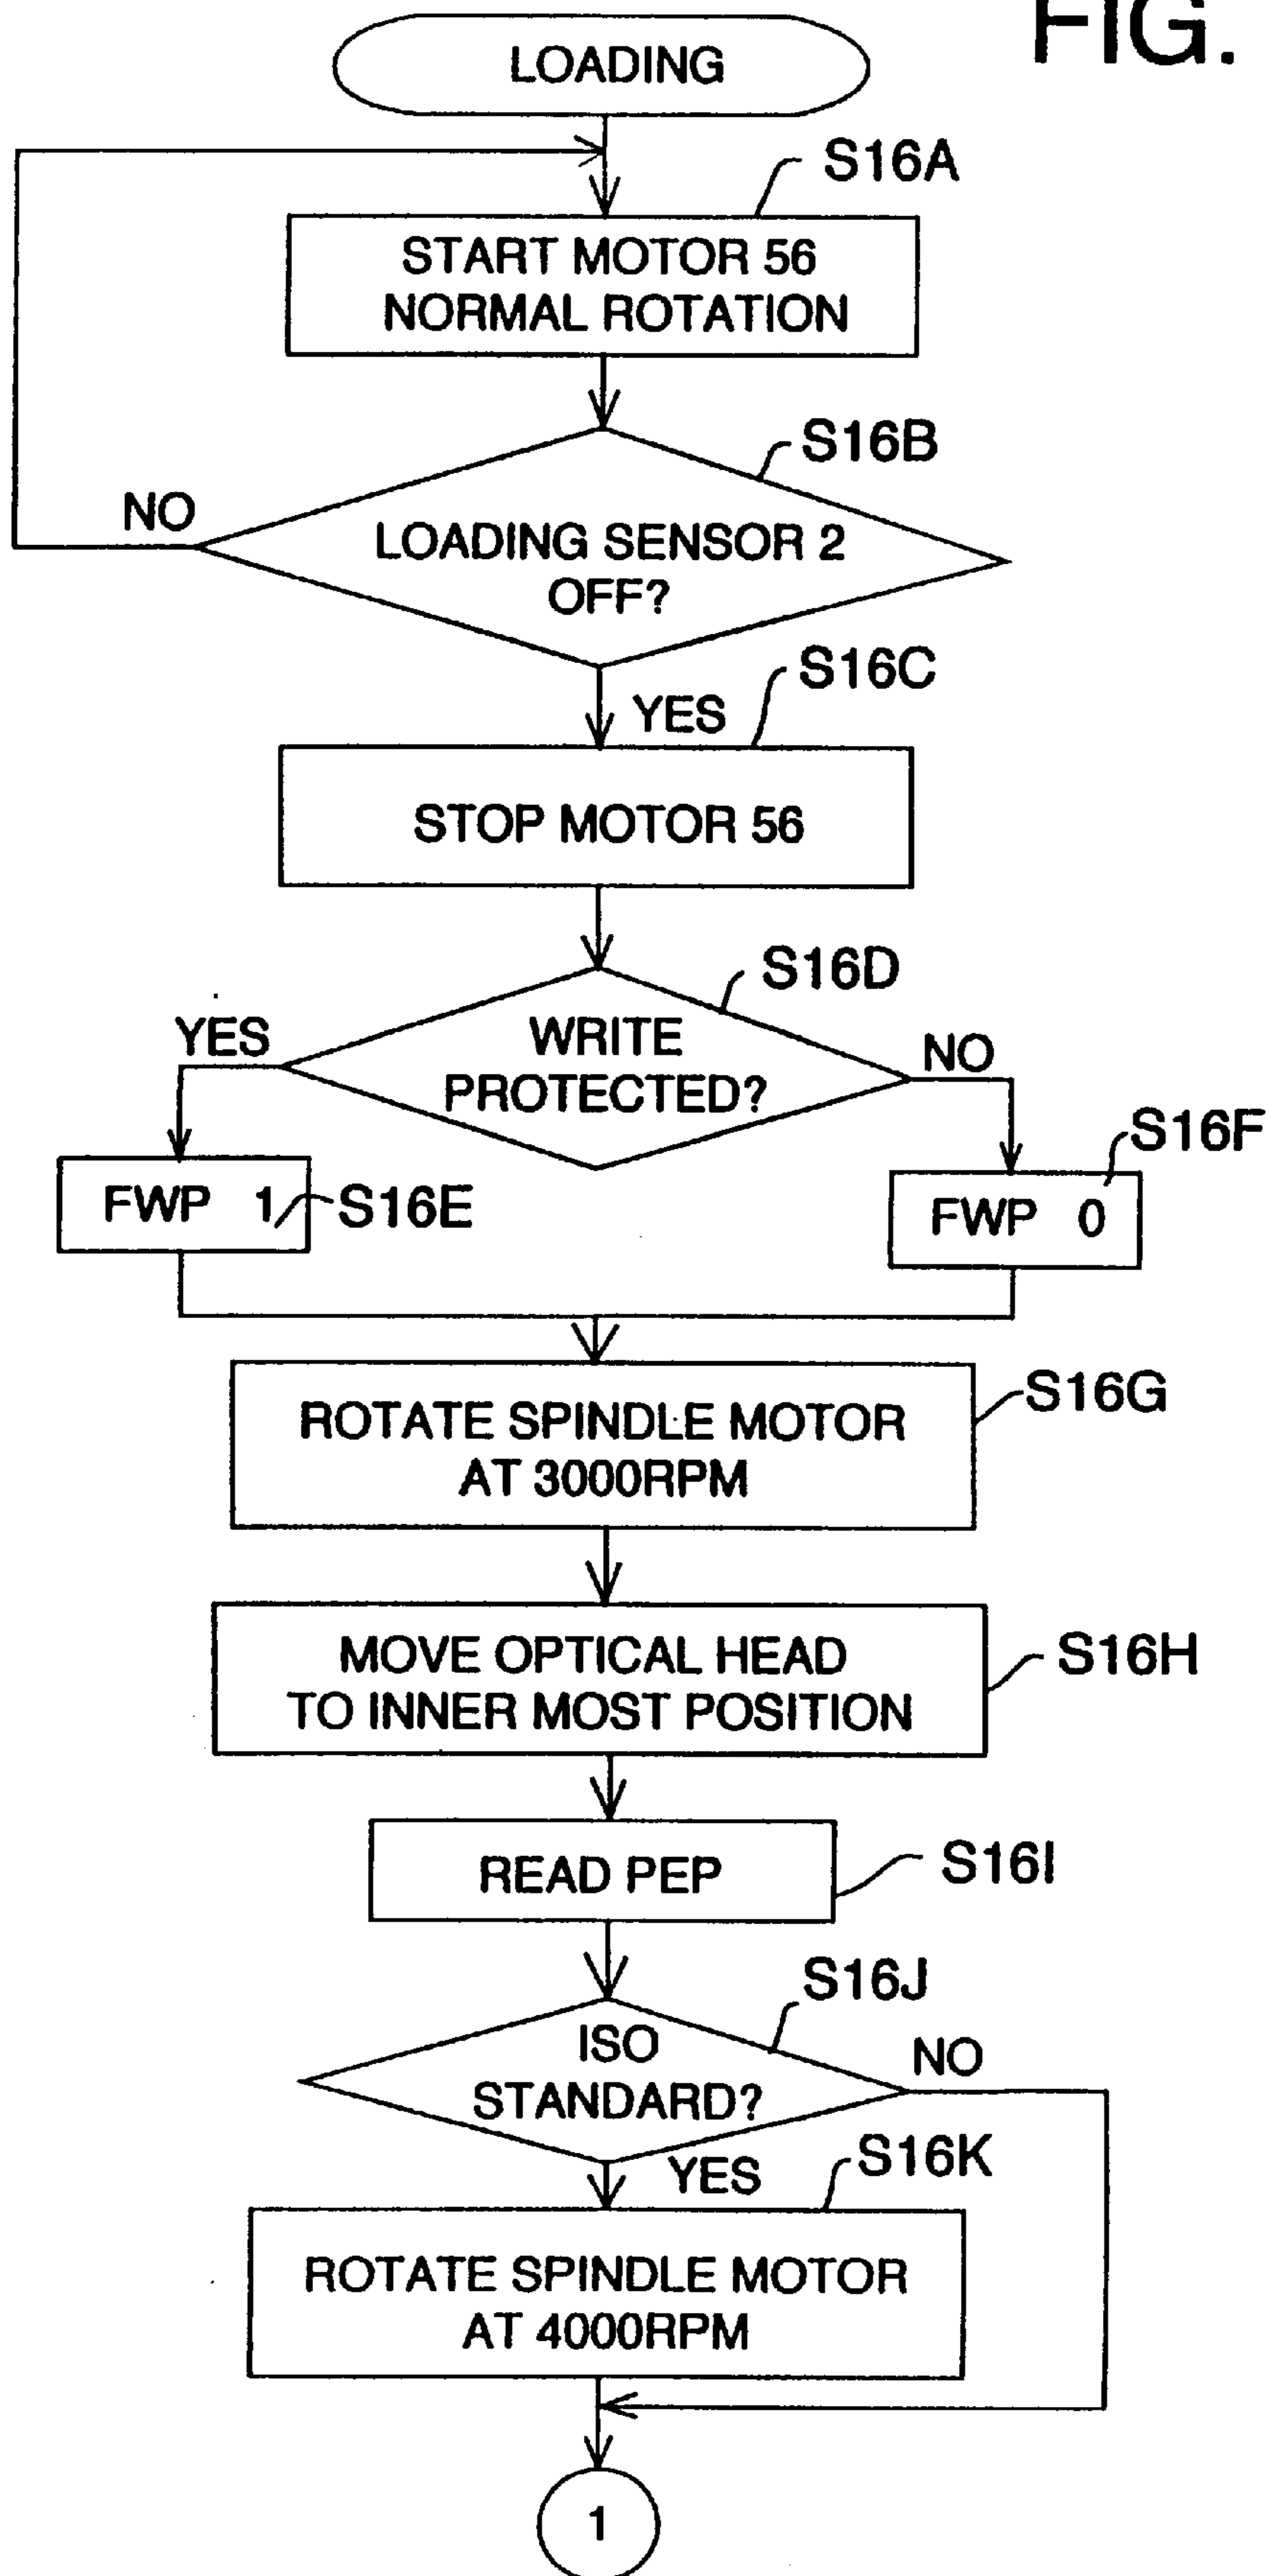 FIG.
LOADING
S16A
START MOTOR 56
NORMAL ROTATION
S16B
NO
LOADING SENSOR 2
OFF?
S16C
YES
STOP MOTOR 56
S16D
YES
WRITE
PROTECTED?
NO
S16F
FWP 1
S16E
FWP 0
S16G
ROTATE SPINDLE MOTOR
AT 3000RPM
MOVE OPTICAL HEAD
TO INNER MOST POSITION
S16H
READ PEP
S16I
S16J
ISO
STANDARD?
NO
YES
S16K
ROTATE SPINDLE MOTOR
AT 4000RPM
1